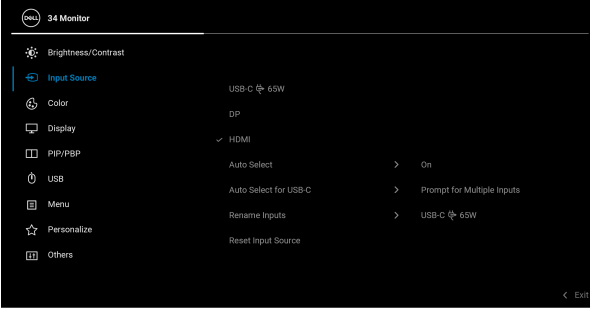 DELL 34 Monitor
Brightness/Contrast
Input Source
Color
Display
PIP/PBP
USB
Menu
Personalize
Others
USB-C 65W
DP
HDMI
Auto Select On
Auto Select for USB-C Prompt for Multiple Inputs
Rename Inputs USB-C 65W
Reset Input Source
Exit